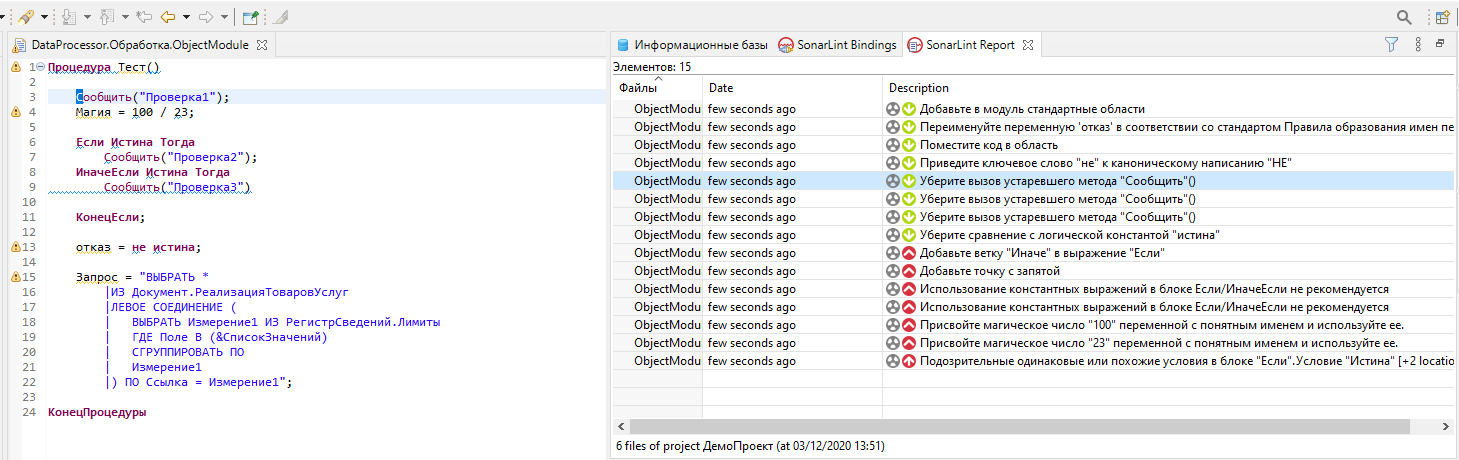 DataProcessor.Обработка.ObjectModule
1 Процедура Тест()
2
3 Сообщить("Проверка1");
4 Магия = 100 / 23;
5
6 Если Истина Тогда
7 Сообщить("Проверка2");
8 ИначеЕсли Истина Тогда
9 Сообщить("Проверка3")
10
11 КонецЕсли;
12
13 отказ = не истина;
14
15 Запрос = "ВЫБРАТЬ *
16 |ИЗ Документ.РеализацияТоваровУслуг
17 |ЛЕВОЕ СОЕДИНЕНИЕ (
18 | ВЫБРАТЬ Измерение1 ИЗ РегистрСведений.Лимиты
19 | ГДЕ Поле В (&СписокЗначений)
20 | СГРУППИРОВАТЬ ПО
21 | Измерение1
22 |) ПО Ссылка = Измерение1";
23
24 КонецПроцедуры
Информационные базы SonarLint Bindings SonarLint Report
Элементов: 15
Файлы Date Description
ObjectModu few seconds ago Добавьте в модуль стандартные области
ObjectModu few seconds ago Переименуйте переменную 'отказ' в соответствии со стандартом Правила образования имен пе
ObjectModu few seconds ago Поместите код в область
ObjectModu few seconds ago Приведите ключевое слово "не" к каноническому написанию "НЕ"
ObjectModu few seconds ago Уберите вызов устаревшего метода "Сообщить"()
ObjectModu few seconds ago Уберите вызов устаревшего метода "Сообщить"()
ObjectModu few seconds ago Уберите вызов устаревшего метода "Сообщить"()
ObjectModu few seconds ago Уберите сравнение с логической константой "истина"
ObjectModu few seconds ago Добавьте ветку "Иначе" в выражение "Если"
ObjectModu few seconds ago Добавьте точку с запятой
ObjectModu few seconds ago Использование константных выражений в блоке Если/ИначеЕсли не рекомендуется
ObjectModu few seconds ago Использование константных выражений в блоке Если/ИначеЕсли не рекомендуется
ObjectModu few seconds ago Присвойте магическое число "100" переменной с понятным именем и используйте ее.
ObjectModu few seconds ago Присвойте магическое число "23" переменной с понятным именем и используйте ее.
ObjectModu few seconds ago Подозрительные одинаковые или похожие условия в блоке "Если".Условие "Истина" [+2 locatio
6 files of project ДемоПроект (at 03/12/2020 13:51)